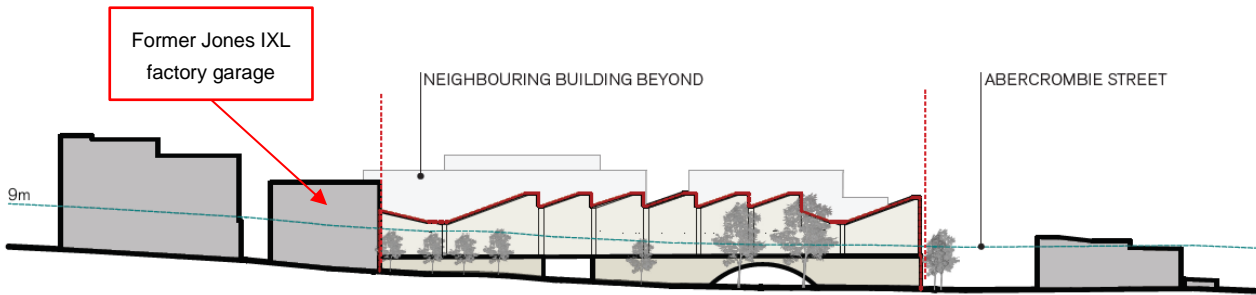 Former Jones IXL
factory garage
NEIGHBOURING BUILDING BEYOND
ABERCROMBIE STREET
9m